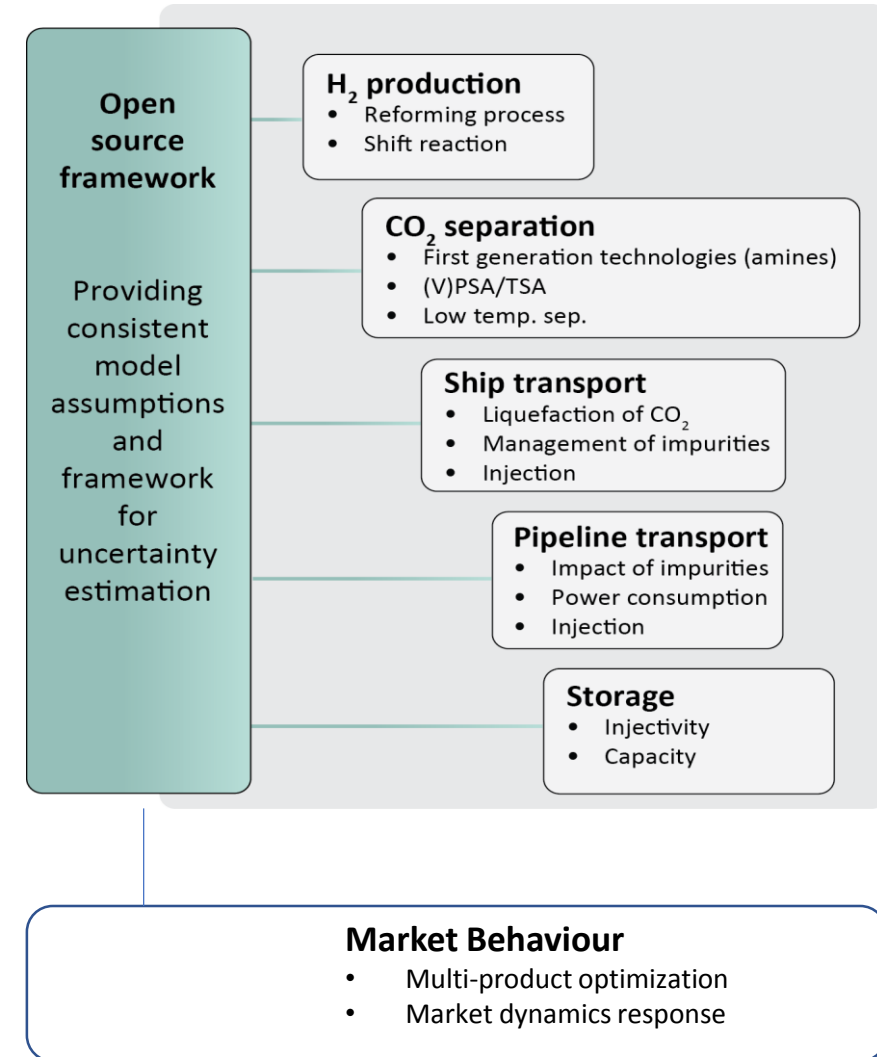 Open
source
framework
Providing
consistent
model
assumptions
and
framework
for
uncertainty
estimation
H₂ production
• Reforming process
• Shift reaction
CO₂ separation
• First generation technologies (amines)
• (V)PSA/TSA
• Low temp. sep.
Ship transport
• Liquefaction of CO₂
• Management of impurities
• Injection
Pipeline transport
• Impact of impurities
• Power consumption
• Injection
Storage
• Injectivity
• Capacity
Market Behaviour
• Multi-product optimization
• Market dynamics response